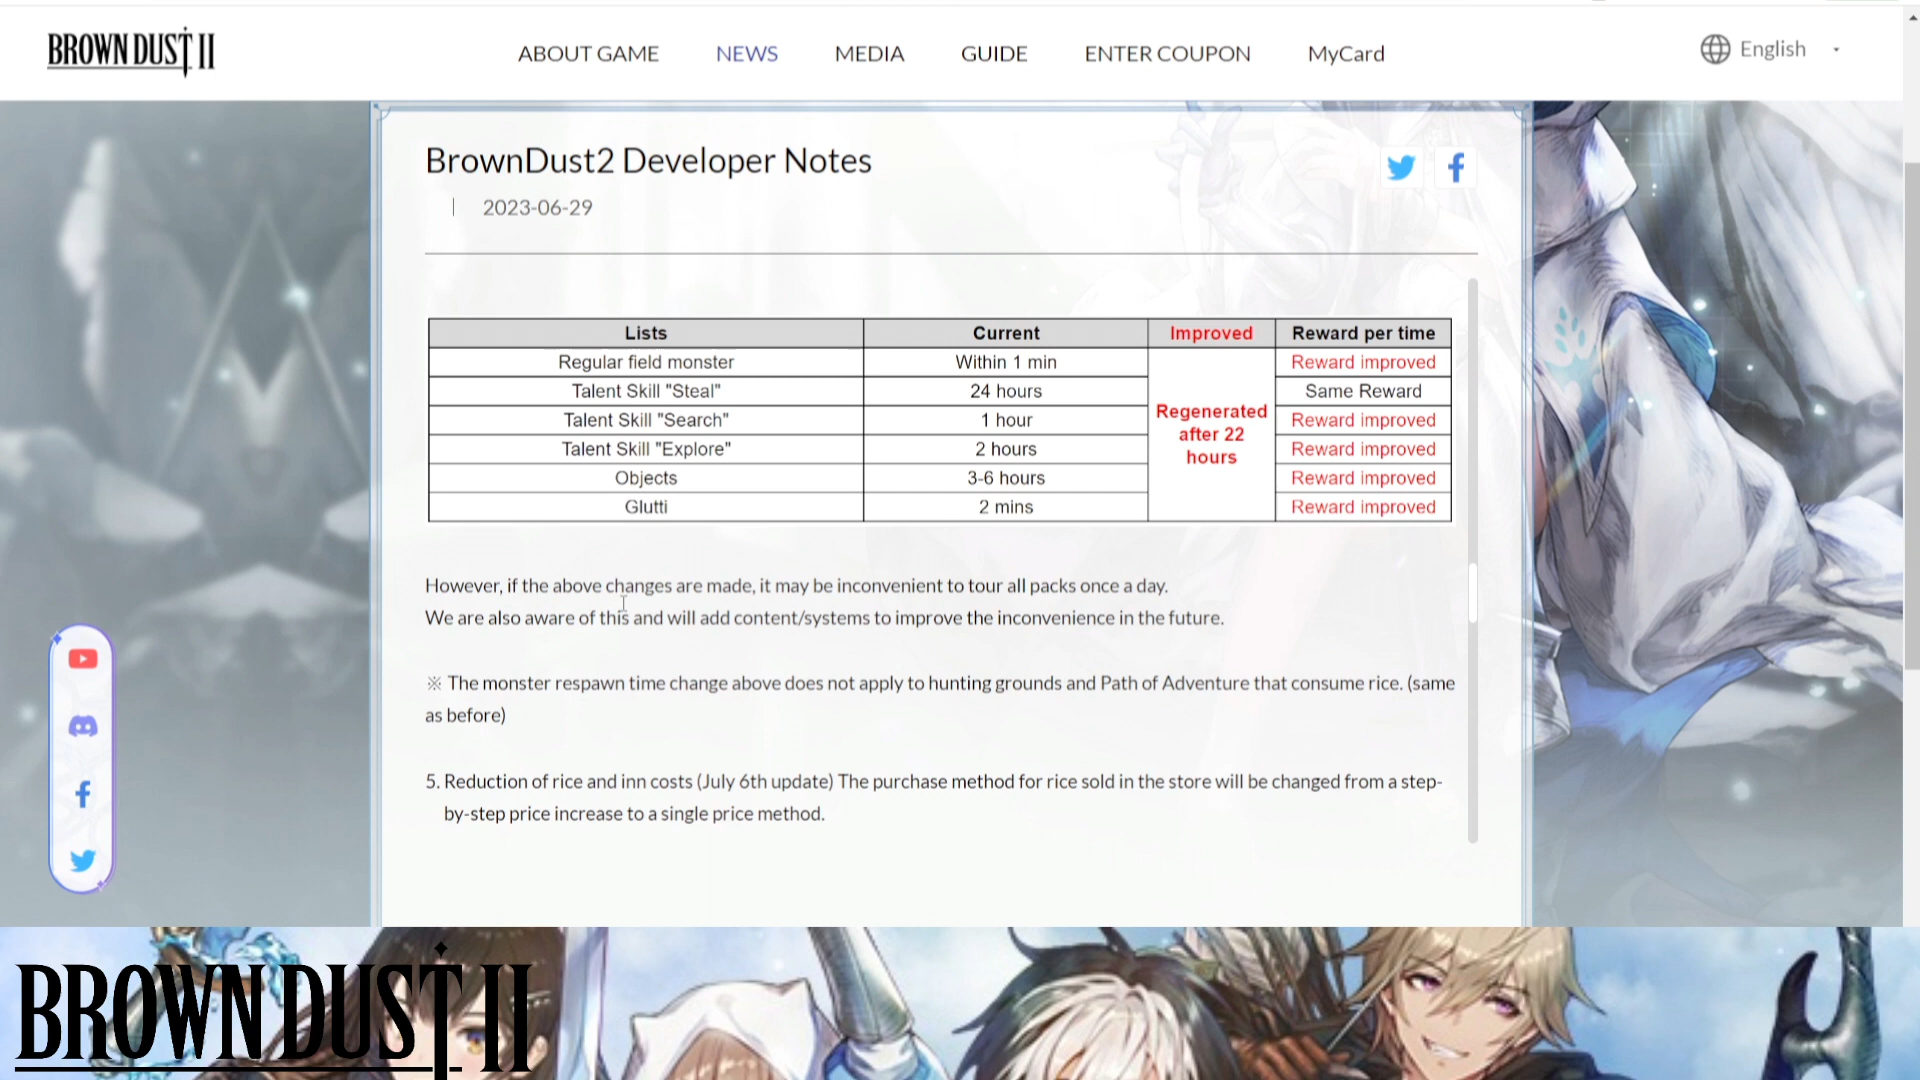 BROWN DUST II
ABOUT GAME NEWS MEDIA GUIDE ENTER COUPON MyCard English
BrownDust2 Developer Notes
2023-06-29
Lists Current Improved Reward per time
Regular field monster Within 1 min Reward improved
Talent Skill "Steal" 24 hours Same Reward
Talent Skill "Search" 1 hour Reward improved
Talent Skill "Explore" 2 hours Reward improved
Objects 3-6 hours Reward improved
Glutti 2 mins Reward improved
Regenerated
after 22
hours
However, if the above changes are made, it may be inconvenient to tour all packs once a day.
We are also aware of this and will add content/systems to improve the inconvenience in the future.
※ The monster respawn time change above does not apply to hunting grounds and Path of Adventure that consume rice. (same
as before)
5. Reduction of rice and inn costs (July 6th update) The purchase method for rice sold in the store will be changed from a step-
by-step price increase to a single price method.
BROWN DUST II